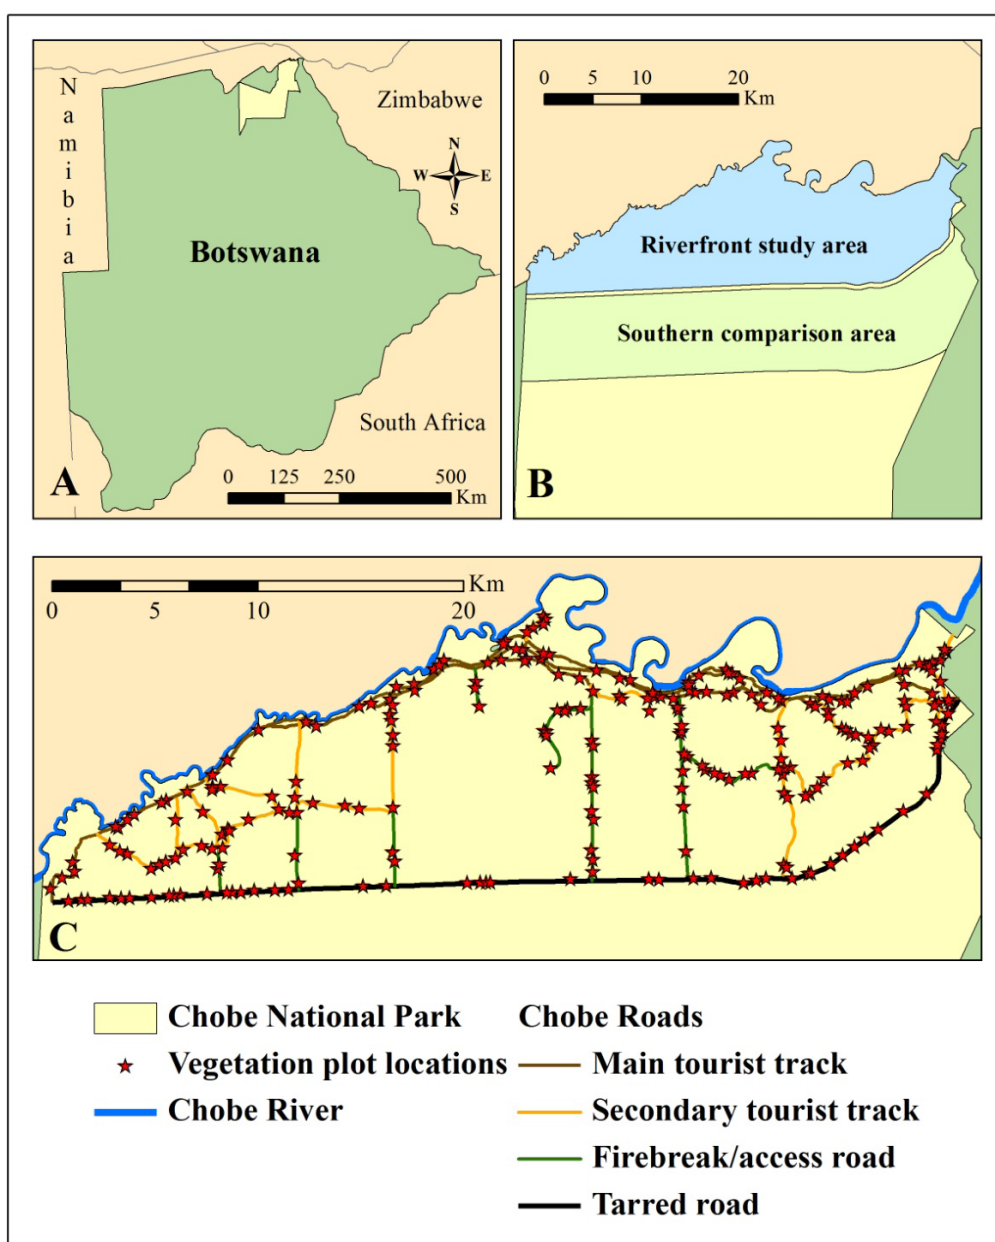 Namibia
Zimbabwe
N
W E
S
Botswana
South Africa
0 125 250 500
Km
A
0 5 10 20
Km
Riverfront study area
Southern comparison area
B
Km
0 5 10 20
C
Chobe National Park
Vegetation plot locations
Chobe River
Chobe Roads
Main tourist track
Secondary tourist track
Firebreak/access road
Tarred road